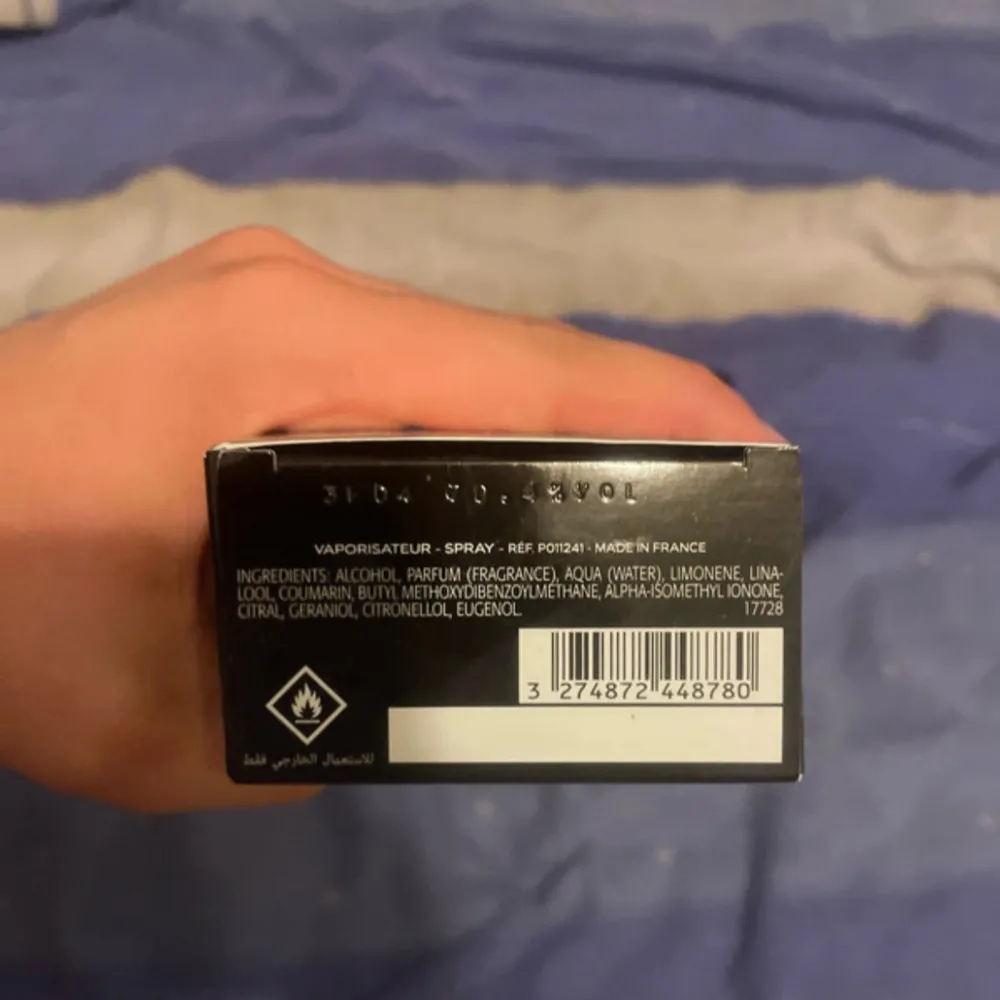 VAPORISATEUR - SPRAY - RÉF. P011241 - MADE IN FRANCE
INGREDIENTS: ALCOHOL, PARFUM (FRAGRANCE), AQUA (WATER), LIMONENE, LINA-
LOOL, COUMARIN, BUTYL METHOXYDIBENZOYLMETHANE, ALPHA-ISOMETHYL IONONE,
CITRAL, GERANIOL, CITRONELLOL, EUGENOL. 17728
3 274872 448780
للاستعمال الخارجي فقط